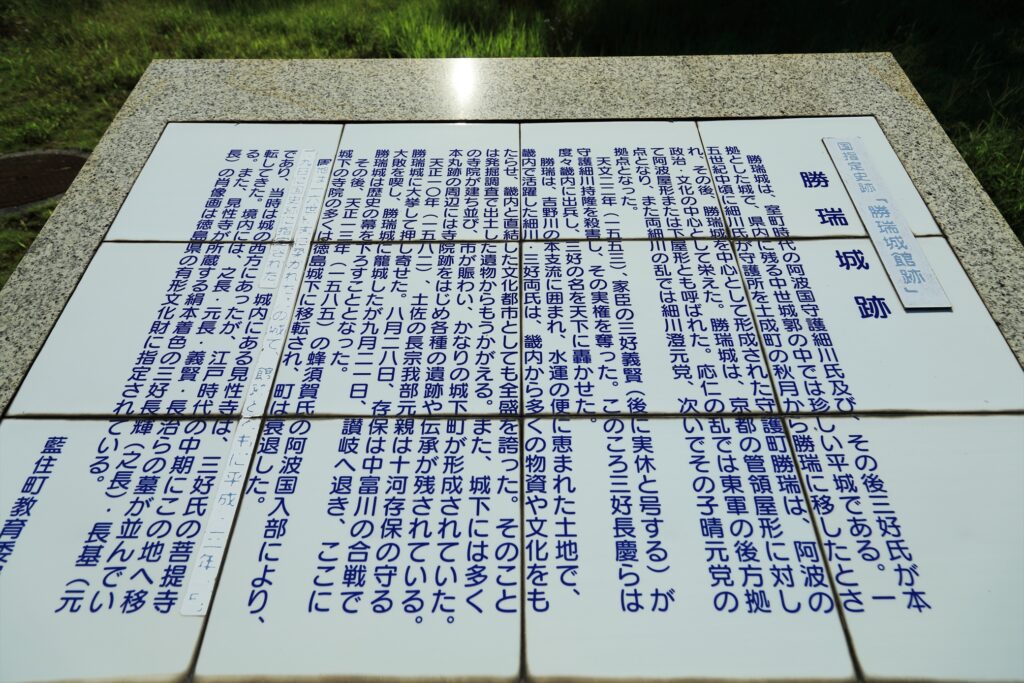 国指定史跡「勝瑞城館跡」
勝瑞城跡
勝瑞城は、室町時代の阿波国守護細川氏及び、その後三好氏が本
拠とした城で、県内に残る中世城郭の中では珍しい平城である。一
五世紀中頃に細川氏が守護所を土成町の秋月から勝瑞に移したとさ
れ、その後、勝瑞城を中心として形成された守護町勝瑞は、阿波の
政治・文化の中心として栄えた。勝瑞城は、京都の管領屋形に対し
て阿波屋形または下屋形とも呼ばれた。応仁の乱では東軍の後方拠
点となり、また両細川の乱では細川澄元党、次いでその子晴元党の
拠点となった。
天文二二年(一五五三)、家臣の三好義賢(後に実休と号する)が
守護細川持隆を殺害し、その実権を奪った。このころ三好長慶らは
度々畿内に出兵し、三好の名を天下に轟かせた。
勝瑞は、吉野川の本支流に囲まれ、水運の便に恵まれた土地で、
畿内で活躍した細川・三好両氏は、畿内から多くの物資や文化をも
たらせ、畿内と直結した文化都市としても全盛を誇った。そのこと
は発掘調査で出土した遺物からもうかがえる。また、城下には多く
の寺院が建ち並び、市が賑わい、かなりの城下町が形成されていた。
本丸跡の周辺には寺院跡をはじめ各種の遺跡や伝承が残されている。
天正一〇年(一五八二)、土佐の長宗我部元親は十河存保の守る
勝瑞城に大挙して押し寄せた。八月二八日、存保は中富川の合戦で
大敗を喫し、勝瑞城に籠城したが九月二一日、讃岐へ退き、ここに
勝瑞城は歴史の幕を下ろすこととなった。
その後、天正一三年(一五八五)の蜂須賀氏の阿波国入部により、
城下の寺院の多くは徳島城下に移転され、町は衰退した。
であり、当時は城の西方にあったが、江戸時代の中期にこの地へ移
転してきた。また、境内には、之長・元長・義賢・長治らの墓が並んでい
る。また、見性寺が所蔵する絹本着色の三好長輝(之長)・長基(元
長)の肖像画は徳島県の有形文化財に指定されている。
藍住町教育委